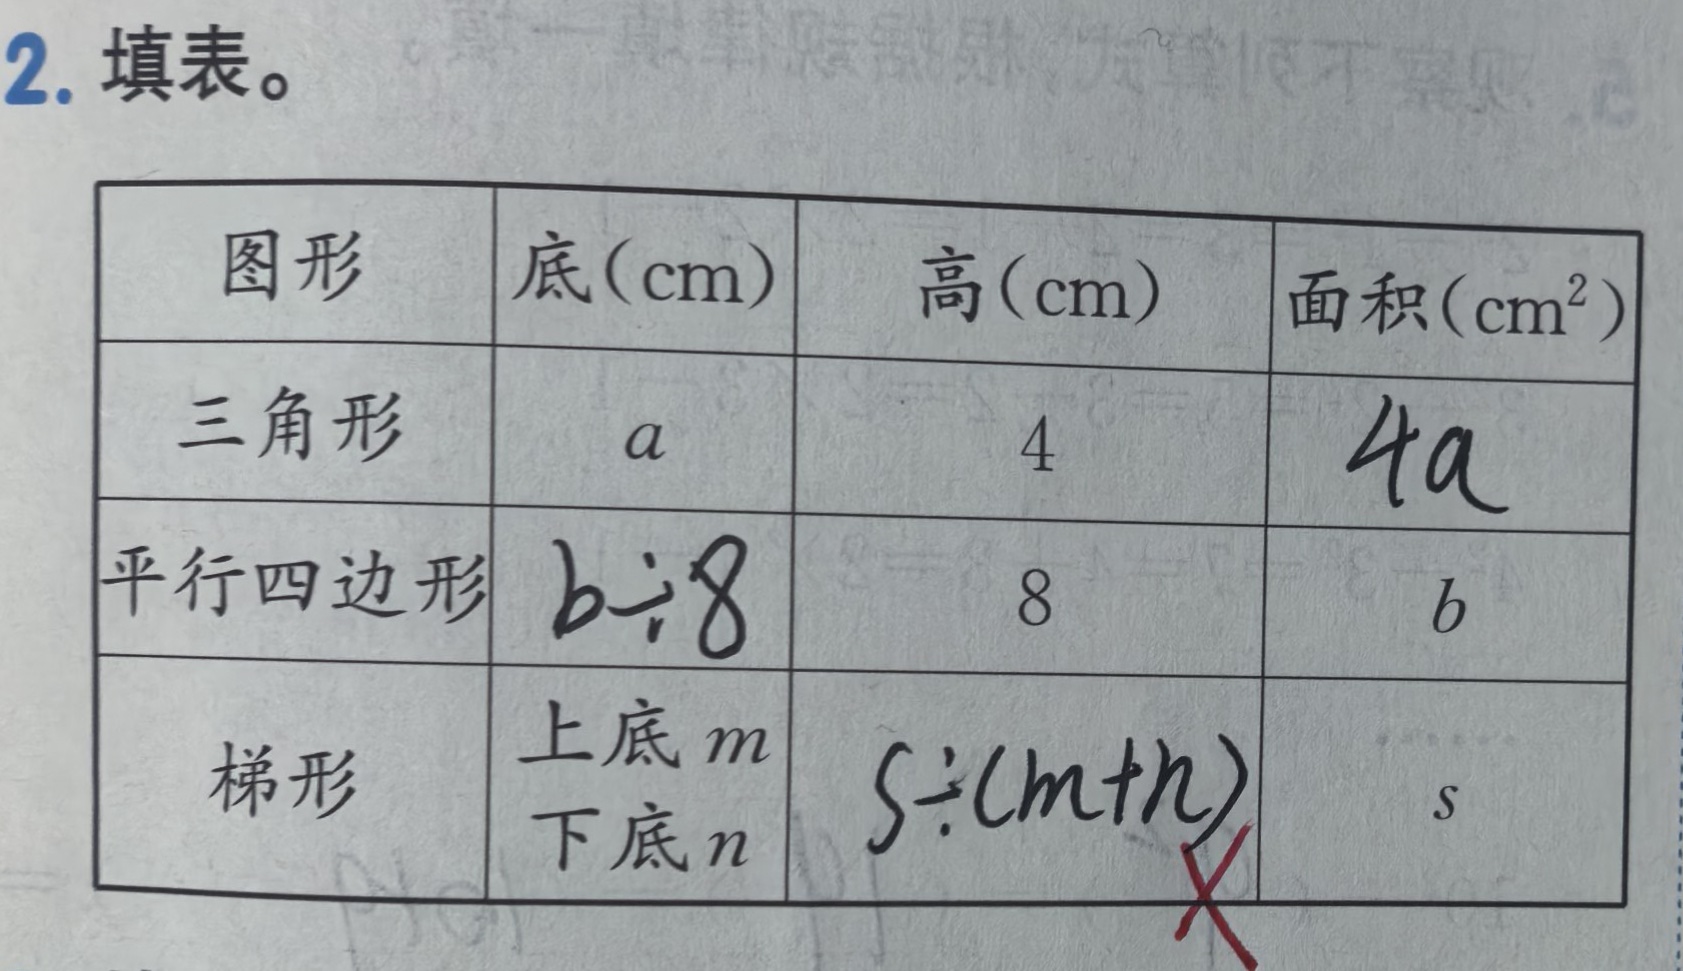 2. 填表。
图形 底(cm) 高(cm) 面积(cm²)
三角形 a 4 4a
平行四边形 b÷8 8 b
梯形 上底 m 下底 n S÷(m+n) s